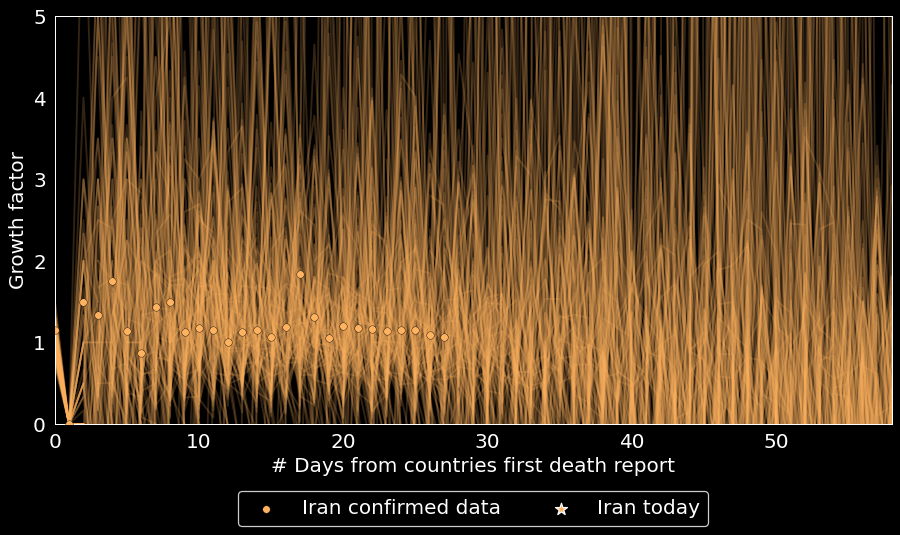 5
4
3
2
1
0
Growth factor
0 10 20 30 40 50
# Days from countries first death report
Iran confirmed data Iran today